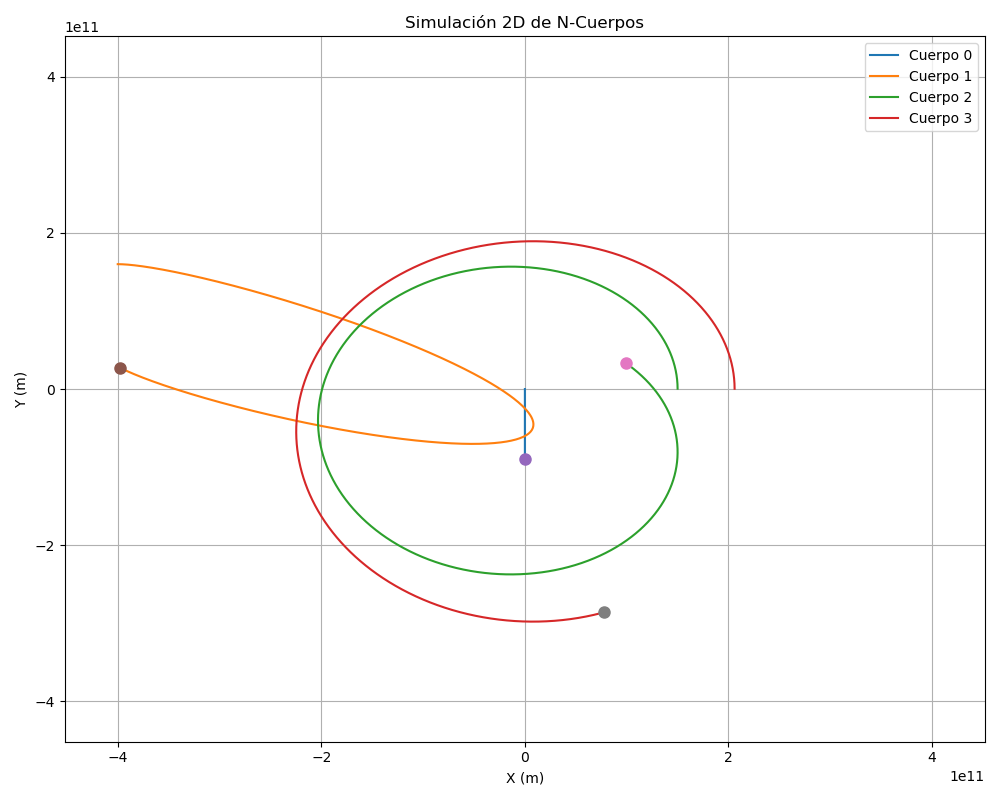 Simulación 2D de N-Cuerpos
1e11
Cuerpo 0
Cuerpo 1
Cuerpo 2
Cuerpo 3
4
2
0
−2
−4
Y (m)
−4
−2
0
2
4
X (m)
1e11